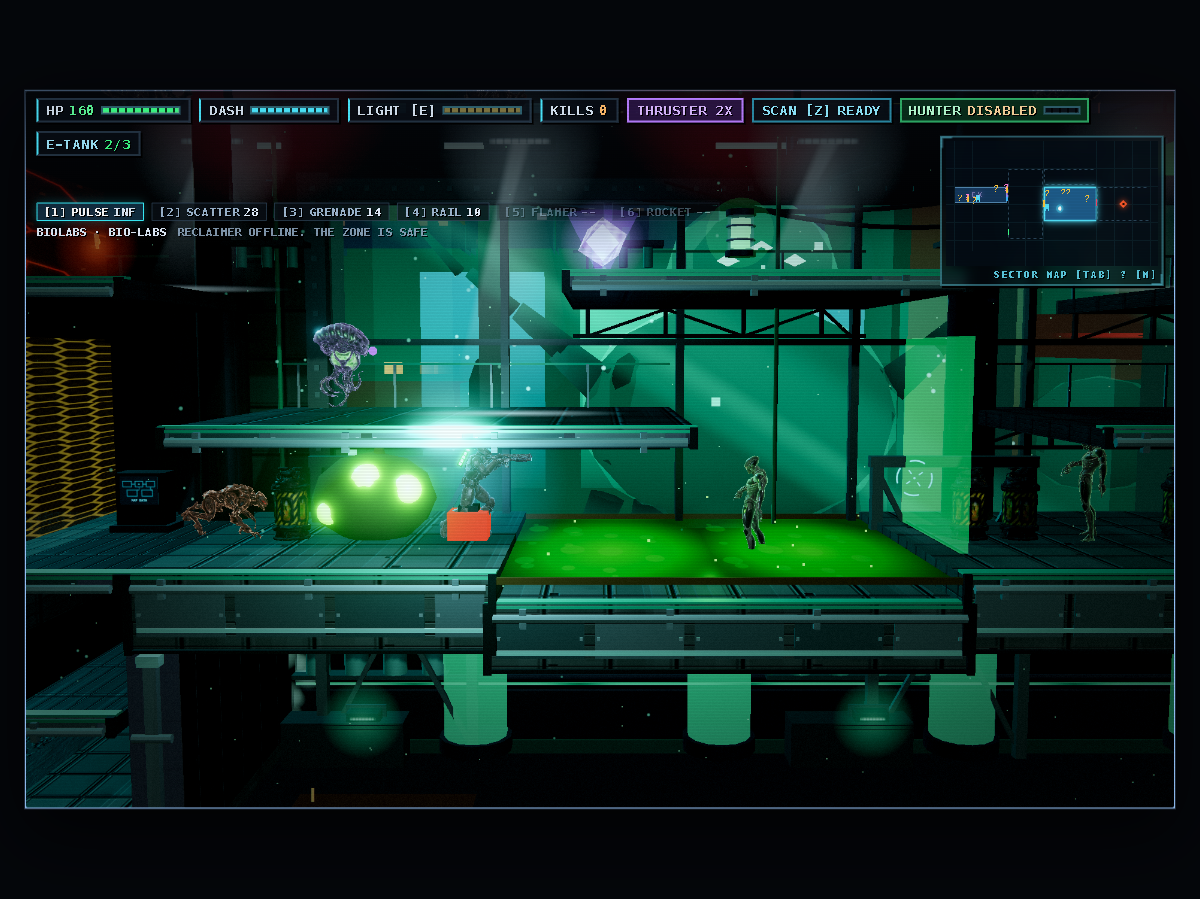 HP 160 DASH LIGHT [E] KILLS 0 THRUSTER 2X SCAN [Z] READY HUNTER DISABLED
E-TANK 2/3
[1] PULSE INF [2] SCATTER 28 [3] GRENADE 14 [4] RAIL 10 [5] FLAMER -- [6] ROCKET --
BIOLABS · BIO-LABS RECLAIMER OFFLINE. THE ZONE IS SAFE
? ? ? ? ?? ?
SECTOR MAP [TAB] ? [M]